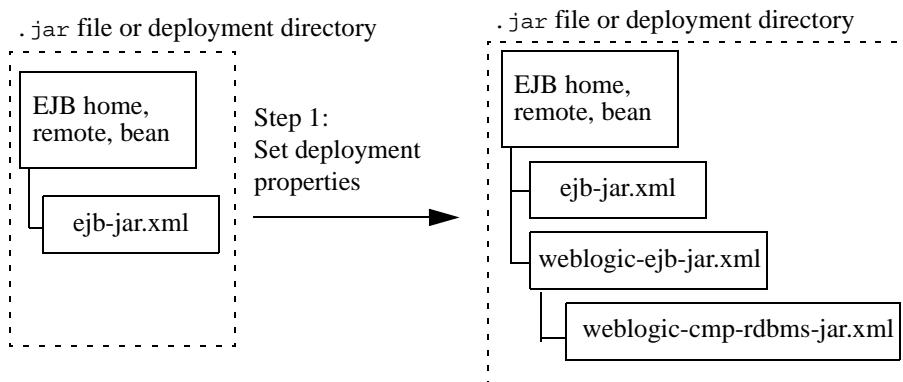 .jar file or deployment directory
EJB home,
remote, bean
ejb-jar.xml
Step 1:
Set deployment
properties
.jar file or deployment directory
EJB home,
remote, bean
ejb-jar.xml
weblogic-ejb-jar.xml
weblogic-cmp-rdbms-jar.xml